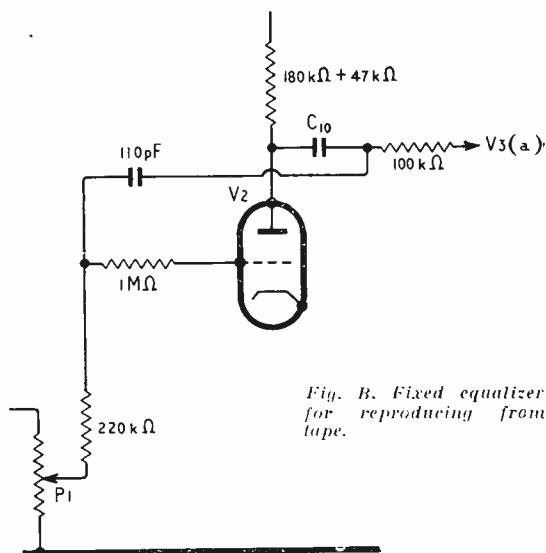 180kΩ + 47kΩ
C10
110pF
100kΩ
V3(a)
V2
1MΩ
Fig. B. Fixed equalizer
for reproducing from
tape.
220kΩ
P1